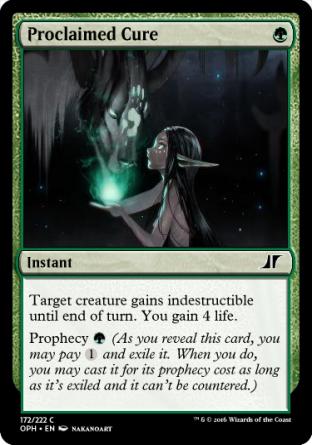 Proclaimed Cure
Instant
Target creature gains indestructible
until end of turn. You gain 4 life.
Prophecy (As you reveal this card, you
may pay 1 and exile it. When you do,
you may cast it for its prophecy cost as long
as it's exiled and it can't be countered.)
172/222 C
OPH • EN NAKANOART
™ & © 2016 Wizards of the Coast